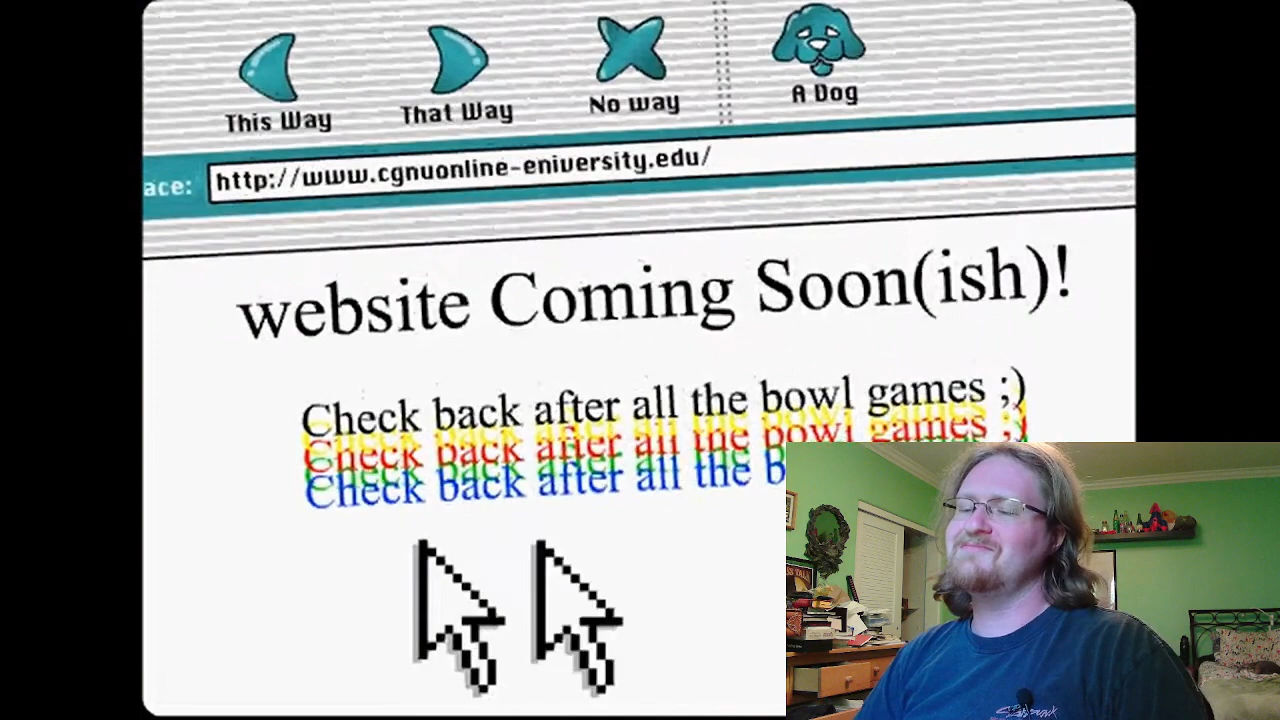 This Way
That Way
No way
A Dog
ace:
http://www.cgnuonline-eniversity.edu/
website Coming Soon(ish)!
Check back after all the bowl games ;)
Check back after all the bowl games ;)
Check back after all the b